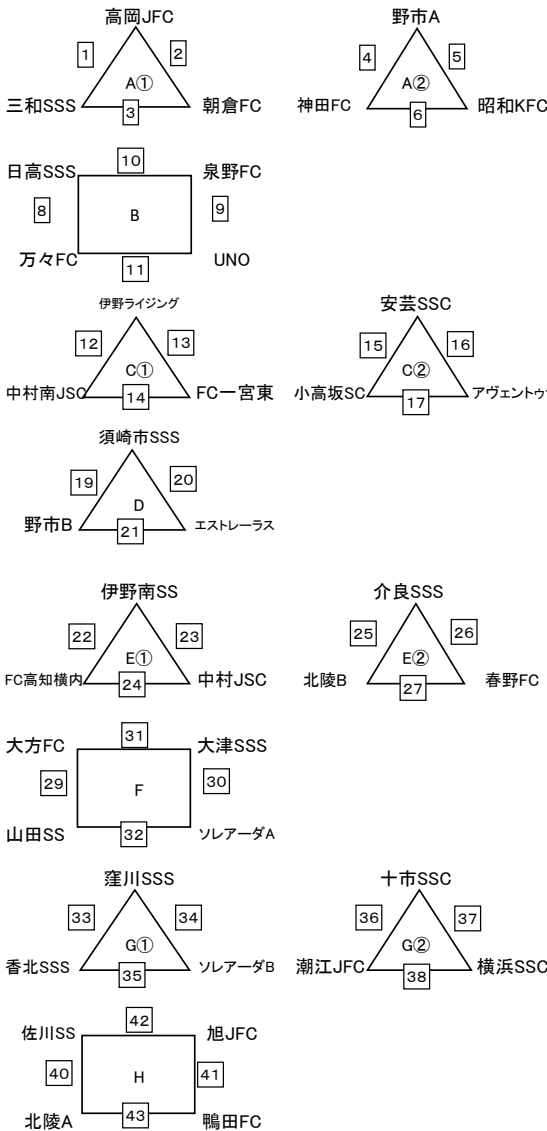 高岡JFC 野市A
1 2 4 5
A① A②
三和SSS 3 朝倉FC 神田FC 6 昭和KFC
10
日高SSS 泉野FC
8 B 9
万々FC 11 UNO
伊野ライジング 安芸SSC
12 13 15 16
C① C②
中村南JSC 14 FC一宮東 小高坂SC 17 アヴェントゥ
須崎市SSS
19 20
D
野市B 21 エストレーラス
伊野南SS 介良SSS
22 23 25 26
E① E②
FC高知横内 24 中村JSC 北陵B 27 春野FC
31
大方FC 大津SSS
29 F 30
山田SS 32 ソレアーダA
窪川SSS 十市SSC
33 34 36 37
G① G②
香北SSS 35 ソレアーダB 潮江JFC 38 横浜SSC
42
佐川SS 旭JFC
40 H 41
北陵A 43 鴨田FC